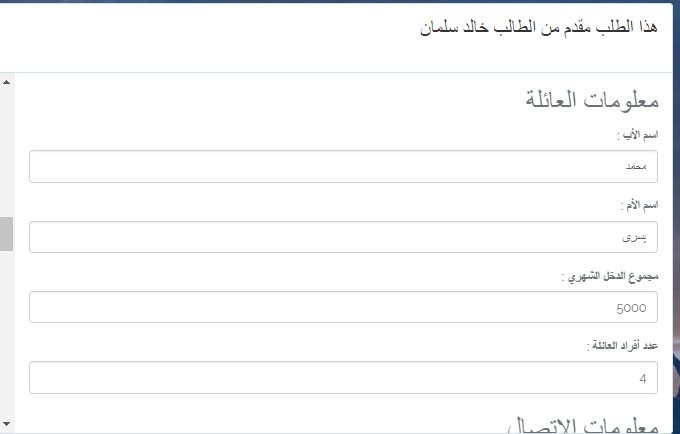 هذا الطلب مقدم من الطالب خالد سلمان
معلومات العائلة
اسم الأب :
محمد
اسم الأم :
يسرى
مجموع الدخل الشهري :
5000
عدد أفراد العائلة :
4
معلومات الاتصال